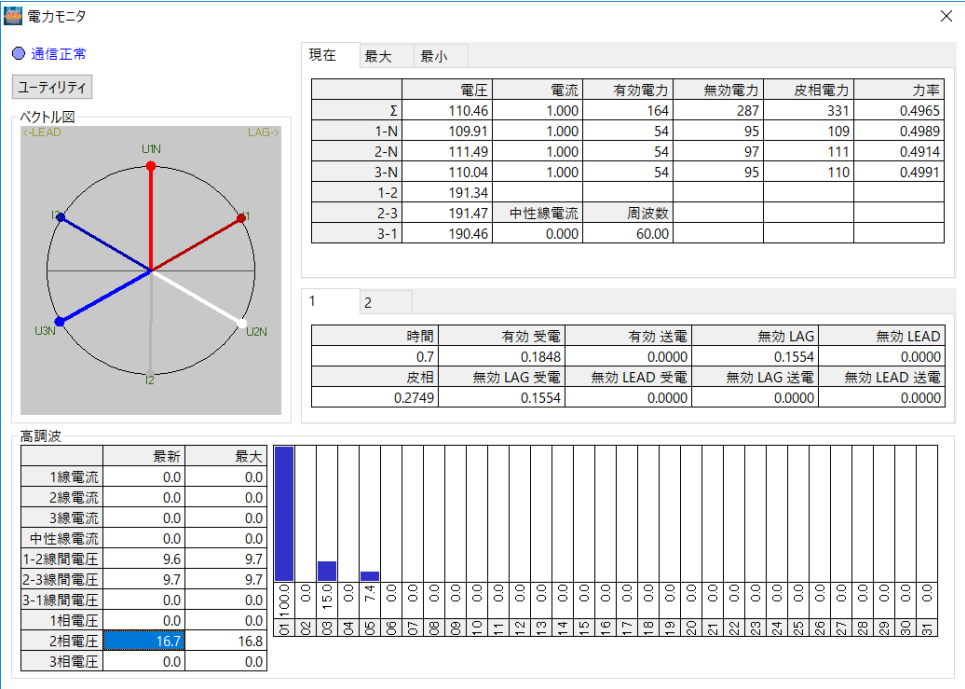 電力モニタ
通信正常
ユーティリティ
ベクトル図
<-LEAD LAG->
U1N
I3 I1
U3N U2N
I2
現在 最大 最小
電圧 電流 有効電力 無効電力 皮相電力 力率
Σ 110.46 1.000 164 287 331 0.4965
1-N 109.91 1.000 54 95 109 0.4989
2-N 111.49 1.000 54 97 111 0.4914
3-N 110.04 1.000 54 95 110 0.4991
1-2 191.34
2-3 191.47 中性線電流 周波数
3-1 190.46 0.000 60.00
1 2
時間 有効 受電 有効 送電 無効 LAG 無効 LEAD
0.7 0.1848 0.0000 0.1554 0.0000
皮相 無効 LAG 受電 無効 LEAD 受電 無効 LAG 送電 無効 LEAD 送電
0.2749 0.1554 0.0000 0.0000 0.0000
高調波
最新 最大
1線電流 0.0 0.0
2線電流 0.0 0.0
3線電流 0.0 0.0
中性線電流 0.0 0.0
1-2線間電圧 9.6 9.7
2-3線間電圧 9.7 9.7
3-1線間電圧 0.0 0.0
1相電圧 0.0 0.0
2相電圧 16.7 16.8
3相電圧 0.0 0.0
100.0 0.0 15.0 0.0 7.4 0.0 0.0 0.0 0.0 0.0 0.0 0.0 0.0 0.0 0.0 0.0 0.0 0.0 0.0 0.0 0.0 0.0 0.0 0.0 0.0 0.0 0.0 0.0 0.0 0.0 0.0
01 02 03 04 05 06 07 08 09 10 11 12 13 14 15 16 17 18 19 20 21 22 23 24 25 26 27 28 29 30 31